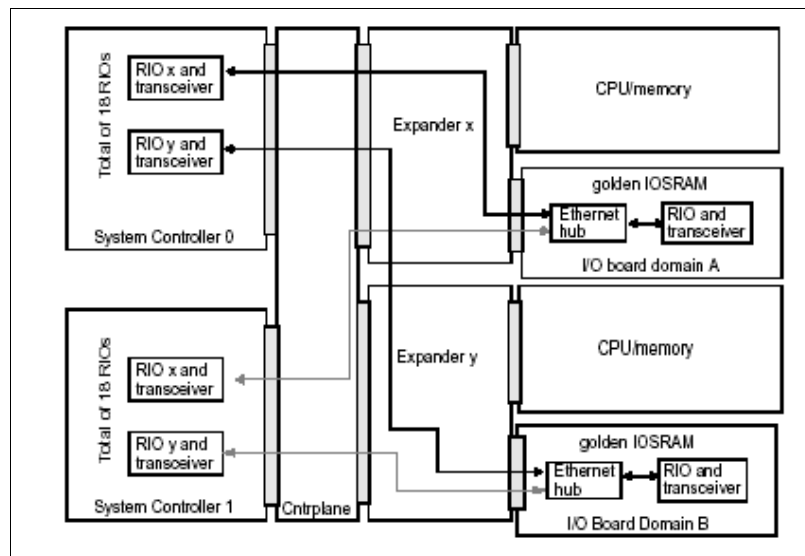 Total of 18 RIOs
RIO x and
transceiver
RIO y and
transceiver
System Controller 0
Expander x
CPU/memory
golden IOSRAM
Ethernet
hub
RIO and
transceiver
I/O board domain A
Total of 18 RIOs
RIO x and
transceiver
RIO y and
transceiver
System Controller 1
Cntrplane
Expander y
CPU/memory
golden IOSRAM
Ethernet
hub
RIO and
transceiver
I/O Board Domain B